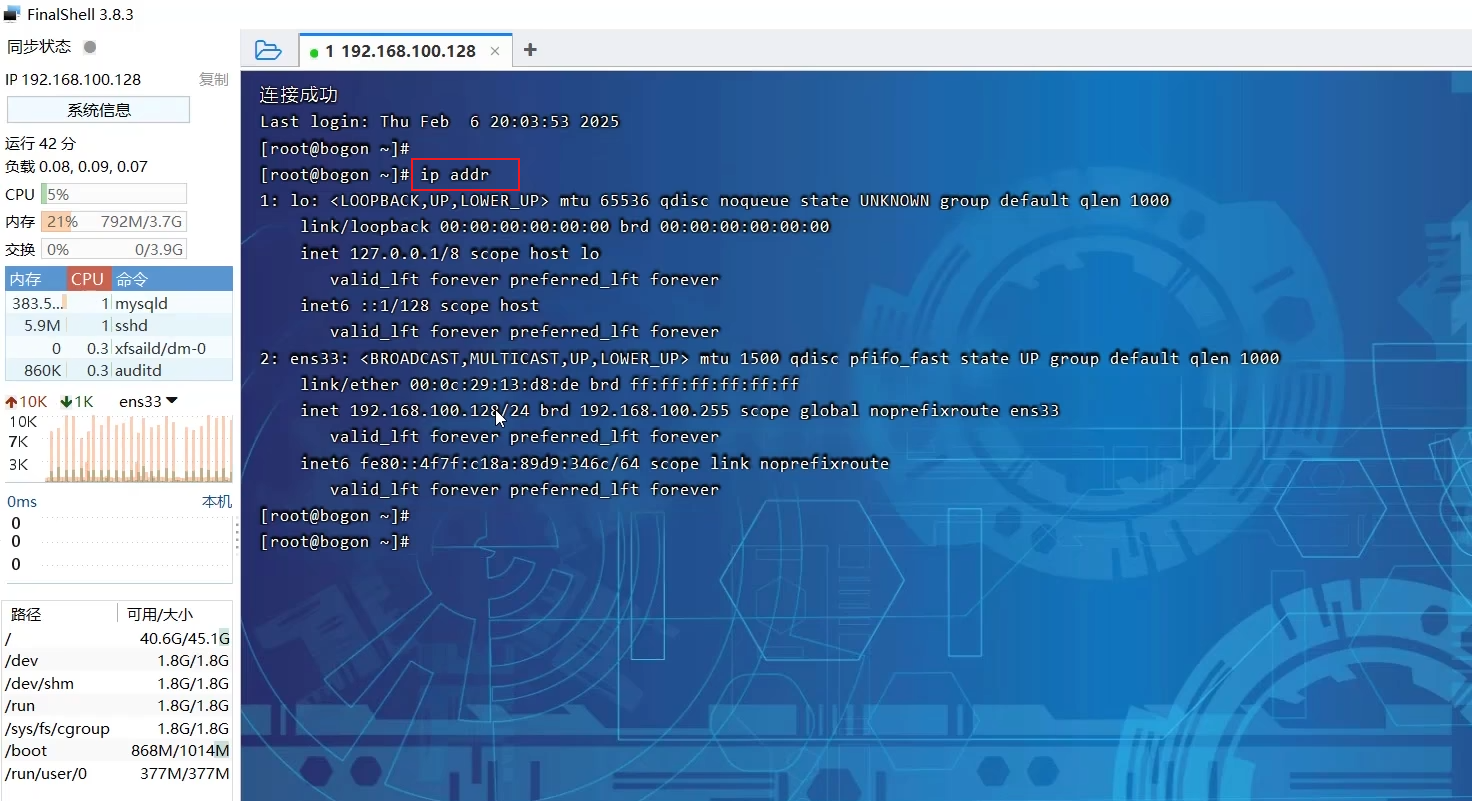 FinalShell 3.8.3
同步状态
IP 192.168.100.128 复制
系统信息
运行 42 分
负载 0.08, 0.09, 0.07
CPU 5%
内存 21% 792M/3.7G
交换 0% 0/3.9G
内存 CPU 命令
383.5... 1 mysqld
5.9M 1 sshd
0 0.3 xfsaild/dm-0
860K 0.3 auditd
10K 1K ens33
10K
7K
3K
0ms 本机
0
0
0
路径 可用/大小
/ 40.6G/45.1G
/dev 1.8G/1.8G
/dev/shm 1.8G/1.8G
/run 1.8G/1.8G
/sys/fs/cgroup 1.8G/1.8G
/boot 868M/1014M
/run/user/0 377M/377M
1 192.168.100.128 × +
连接成功
Last login: Thu Feb  6 20:03:53 2025
[root@bogon ~]#
[root@bogon ~]# ip addr
1: lo: <LOOPBACK,UP,LOWER_UP> mtu 65536 qdisc noqueue state UNKNOWN group default qlen 1000
    link/loopback 00:00:00:00:00:00 brd 00:00:00:00:00:00
    inet 127.0.0.1/8 scope host lo
       valid_lft forever preferred_lft forever
    inet6 ::1/128 scope host
       valid_lft forever preferred_lft forever
2: ens33: <BROADCAST,MULTICAST,UP,LOWER_UP> mtu 1500 qdisc pfifo_fast state UP group default qlen 1000
    link/ether 00:0c:29:13:d8:de brd ff:ff:ff:ff:ff:ff
    inet 192.168.100.128/24 brd 192.168.100.255 scope global noprefixroute ens33
       valid_lft forever preferred_lft forever
    inet6 fe80::4f7f:c18a:89d9:346c/64 scope link noprefixroute
       valid_lft forever preferred_lft forever
[root@bogon ~]#
[root@bogon ~]#